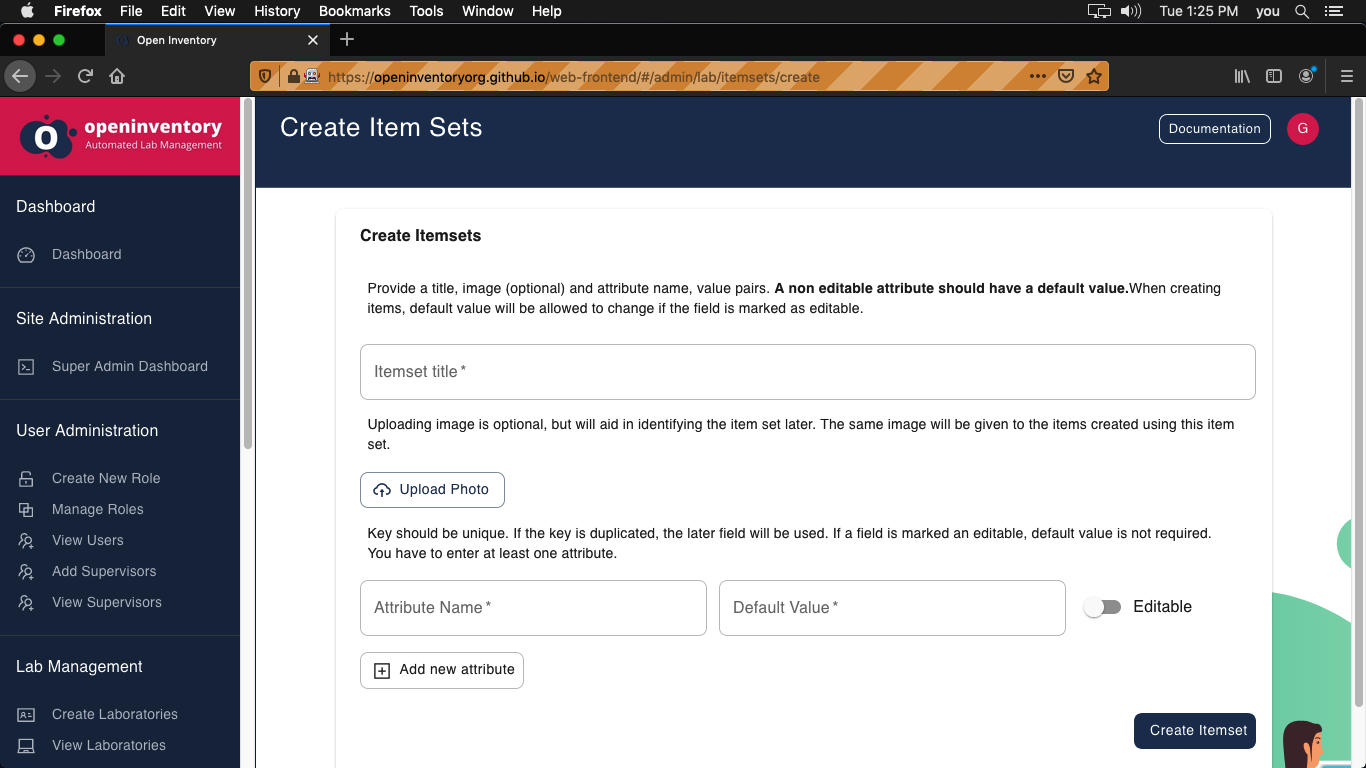 Firefox File Edit View History Bookmarks Tools Window Help Tue 1:25 PM you
Open Inventory
https://openinventoryorg.github.io/web-frontend/#/admin/lab/itemsets/create
openinventory
Automated Lab Management
Create Item Sets
Documentation
G
Dashboard
Dashboard
Site Administration
Super Admin Dashboard
User Administration
Create New Role
Manage Roles
View Users
Add Supervisors
View Supervisors
Lab Management
Create Laboratories
View Laboratories
Create Itemsets
Provide a title, image (optional) and attribute name, value pairs. A non editable attribute should have a default value.When creating
items, default value will be allowed to change if the field is marked as editable.
Itemset title *
Uploading image is optional, but will aid in identifying the item set later. The same image will be given to the items created using this item
set.
Upload Photo
Key should be unique. If the key is duplicated, the later field will be used. If a field is marked an editable, default value is not required.
You have to enter at least one attribute.
Attribute Name * Default Value * Editable
Add new attribute
Create Itemset